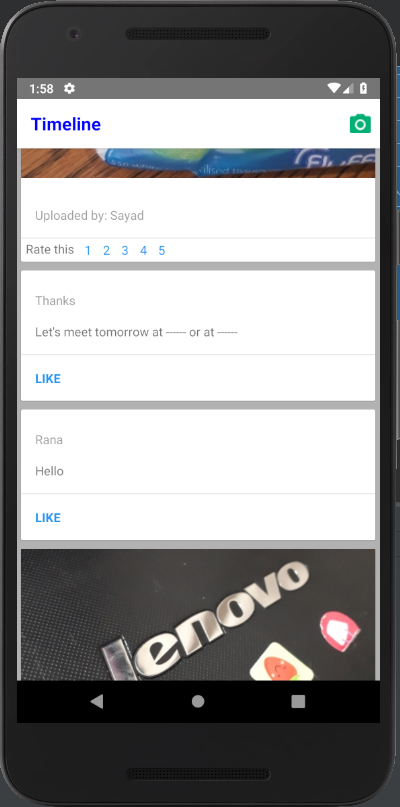 1:58
Timeline
Uploaded by: Sayad
Rate this 1 2 3 4 5
Thanks
Let's meet tomorrow at ------ or at ------
LIKE
Rana
Hello
LIKE
lenovo